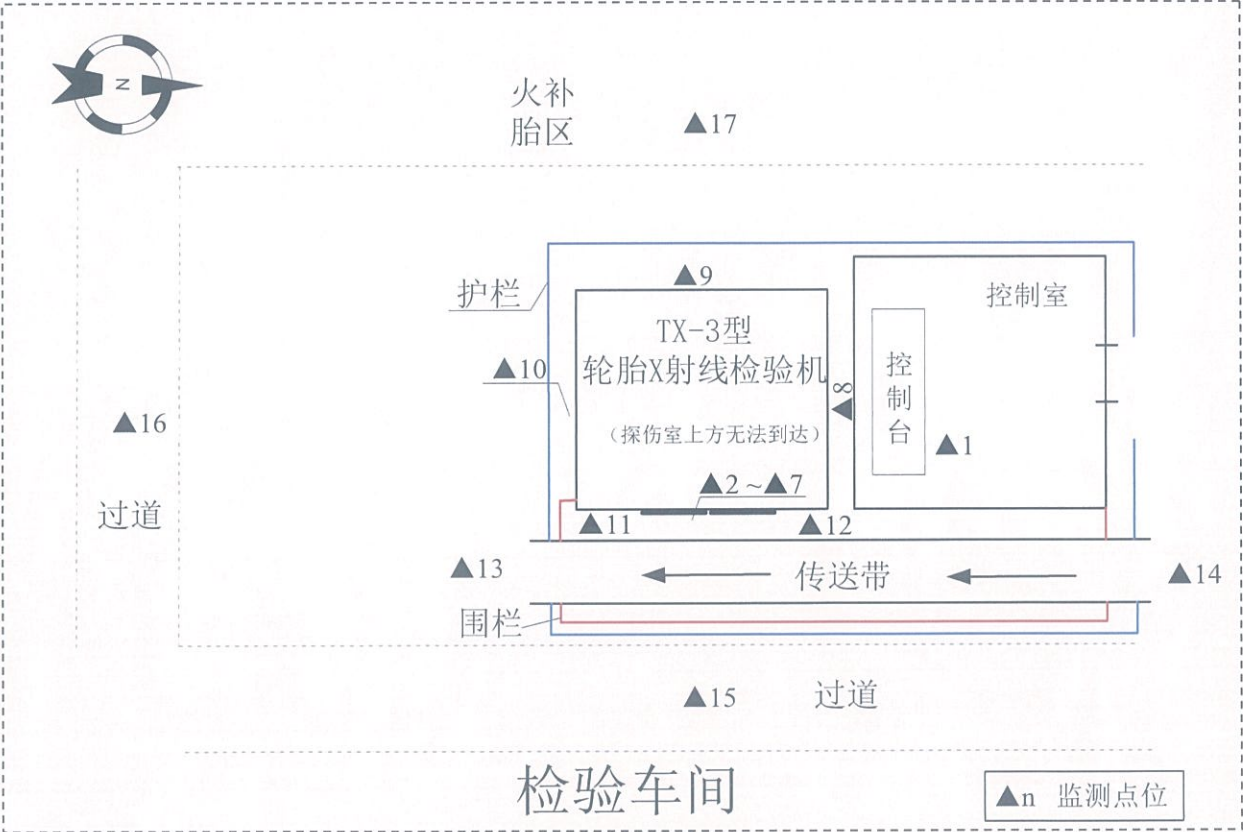 N
火补
胎区
▲17
护栏
▲9
控制室
TX-3型
轮胎X射线检验机
▲10
▲8
控
制
台
▲16
(探伤室上方无法到达)
▲1
▲2~▲7
过道
▲11
▲12
▲13
传送带
▲14
围栏
▲15
过道
检验车间
▲n 监测点位